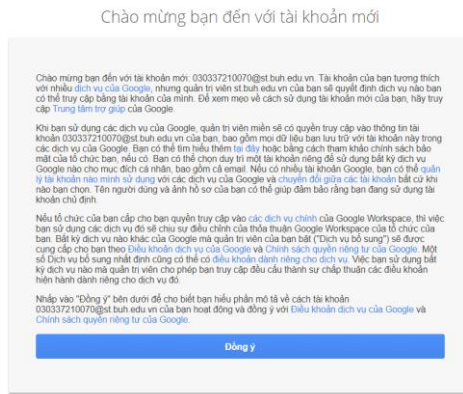 Chào mừng bạn đến với tài khoản mới
Chào mừng bạn đến với tài khoản mới: 030337210070@st.buh.edu.vn. Tài khoản của bạn tương thích
với nhiều dịch vụ của Google, nhưng quản trị viên st.buh.edu.vn của bạn sẽ quyết định dịch vụ nào bạn
có thể truy cập bằng tài khoản của mình. Để xem mẹo về cách sử dụng tài khoản mới của bạn, hãy truy
cập Trung tâm trợ giúp của Google.
Khi bạn sử dụng các dịch vụ của Google, quản trị viên miền sẽ có quyền truy cập vào thông tin tài
khoản 030337210070@st.buh.edu.vn của bạn, bao gồm mọi dữ liệu bạn lưu trữ với tài khoản này trong
các dịch vụ của Google. Bạn có thể tìm hiểu thêm tại đây hoặc bằng cách tham khảo chính sách bảo
mật của tổ chức bạn, nếu có. Bạn có thể chọn duy trì một tài khoản riêng để sử dụng bất kỳ dịch vụ
Google nào cho mục đích cá nhân, bao gồm cả email. Nếu có nhiều tài khoản Google, bạn có thể quản
lý tài khoản nào mình sử dụng với các dịch vụ của Google và chuyển đổi giữa các tài khoản bất cứ khi
nào bạn chọn. Tên người dùng và ảnh hồ sơ của bạn có thể giúp đảm bảo rằng bạn đang sử dụng tài
khoản chủ định.
Nếu tổ chức của bạn cấp cho bạn quyền truy cập vào các dịch vụ chính của Google Workspace, thì việc
bạn sử dụng các dịch vụ đó sẽ chịu sự điều chỉnh của thỏa thuận Google Workspace của tổ chức của
bạn. Bất kỳ dịch vụ nào khác của Google mà quản trị viên của bạn bật ("Dịch vụ bổ sung") sẽ được
cung cấp cho bạn theo Điều khoản dịch vụ của Google và Chính sách quyền riêng tư của Google. Một
số Dịch vụ bổ sung nhất định cũng có thể có điều khoản dành riêng cho dịch vụ. Việc bạn sử dụng bất
kỳ dịch vụ nào mà quản trị viên cho phép bạn truy cập đều cấu thành sự chấp thuận các điều khoản
hiện hành dành riêng cho dịch vụ đó.
Nhấp vào "Đồng ý" bên dưới để cho biết bạn hiểu phần mô tả về cách tài khoản
030337210070@st.buh.edu.vn của bạn hoạt động và đồng ý với Điều khoản dịch vụ của Google và
Chính sách quyền riêng tư của Google.
Đồng ý